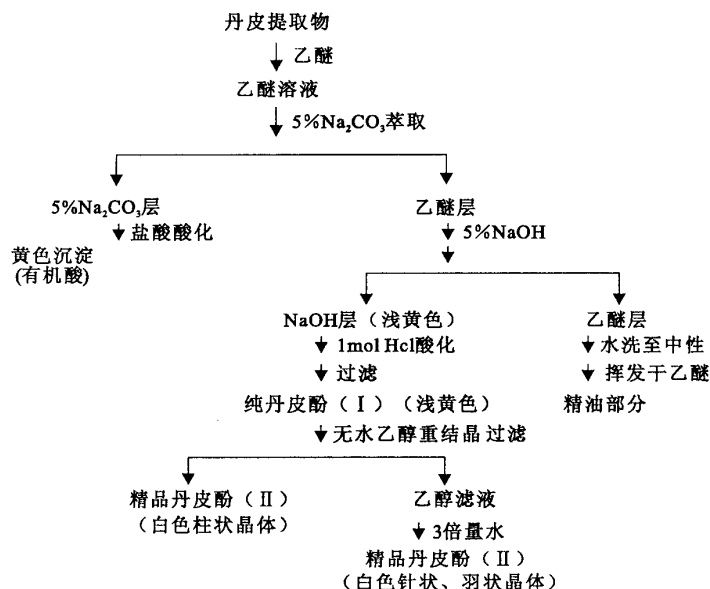 丹皮提取物
乙醚
乙醚溶液
5%Na₂CO₃萃取
5%Na₂CO₃层
乙醚层
盐酸酸化
5%NaOH
黄色沉淀
(有机酸)
NaOH层（浅黄色）
乙醚层
1mol Hcl酸化
水洗至中性
过滤
挥发干乙醚
纯丹皮酚（Ⅰ）（浅黄色）
精油部分
无水乙醇重结晶 过滤
精品丹皮酚（Ⅱ）
乙醇滤液
（白色柱状晶体）
3倍量水
精品丹皮酚（Ⅱ）
（白色针状、羽状晶体）